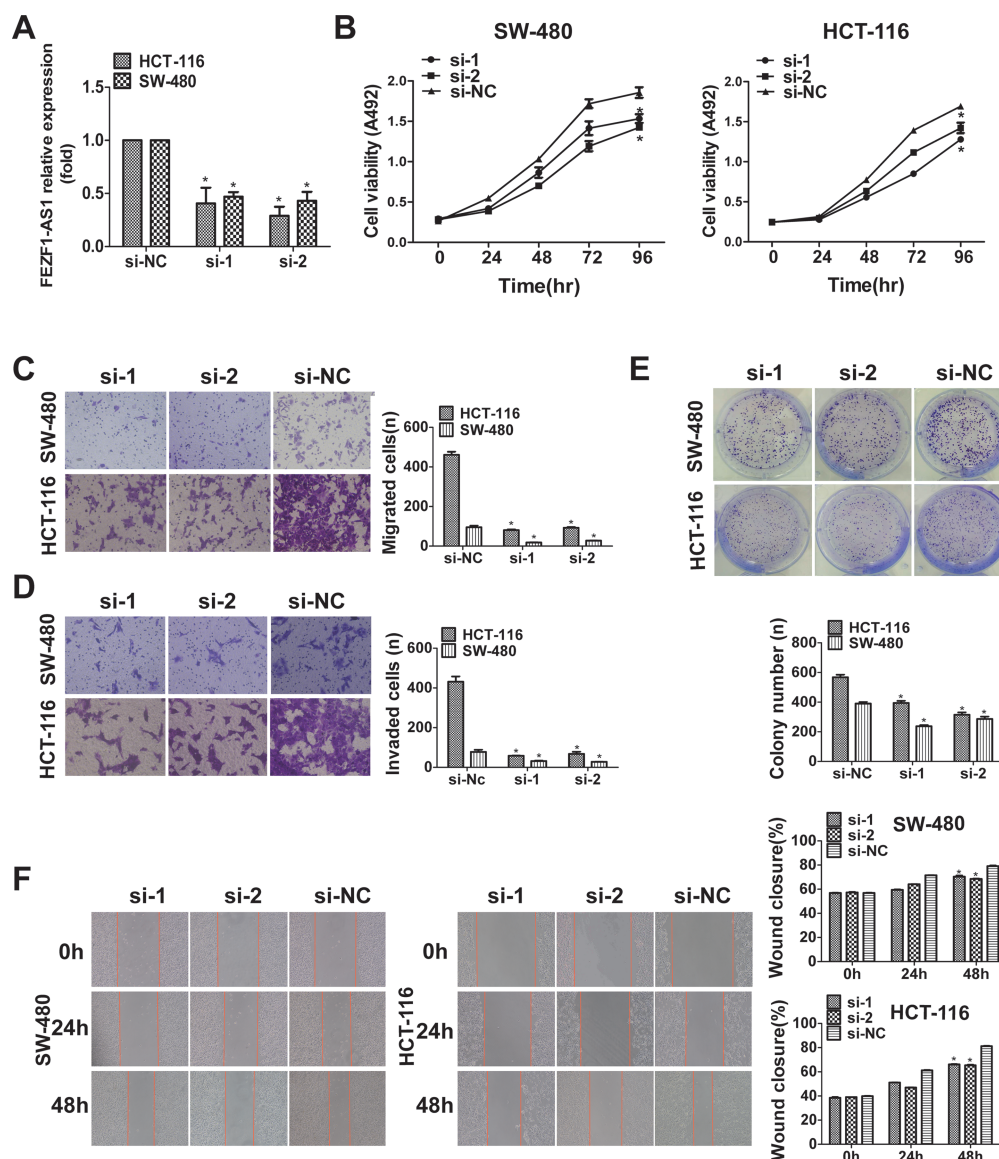 A
HCT-116
SW-480
FEZF1-AS1 relative expression
(fold)
1.5
1.0
0.5
0.0
* * * *
si-NC si-1 si-2
B
SW-480
si-1
si-2
si-NC
Cell viability (A492)
2.0
1.5
1.0
0.5
0.0
*
*
0 24 48 72 96
Time(hr)
HCT-116
si-1
si-2
si-NC
Cell viability (A492)
2.0
1.5
1.0
0.5
0.0
*
*
0 24 48 72 96
Time(hr)
C
si-1 si-2 si-NC
SW-480
HCT-116
HCT-116
SW-480
Migrated cells(n)
600
400
200
0
* * * *
si-NC si-1 si-2
D
si-1 si-2 si-NC
SW-480
HCT-116
HCT-116
SW-480
Invaded cells (n)
600
400
200
0
* * * *
si-Nc si-1 si-2
E
si-1 si-2 si-NC
SW-480
HCT-116
HCT-116
SW-480
Colony number (n)
800
600
400
200
0
* * * *
si-NC si-1 si-2
F
si-1 si-2 si-NC
0h
24h
48h
SW-480
si-1 si-2 si-NC
0h
24h
48h
HCT-116
si-1
si-2
si-NC
SW-480
Wound closure(%)
100
80
60
40
20
0
* *
0h 24h 48h
si-1
si-2
si-NC
HCT-116
Wound closure(%)
100
80
60
40
20
0
* *
0h 24h 48h